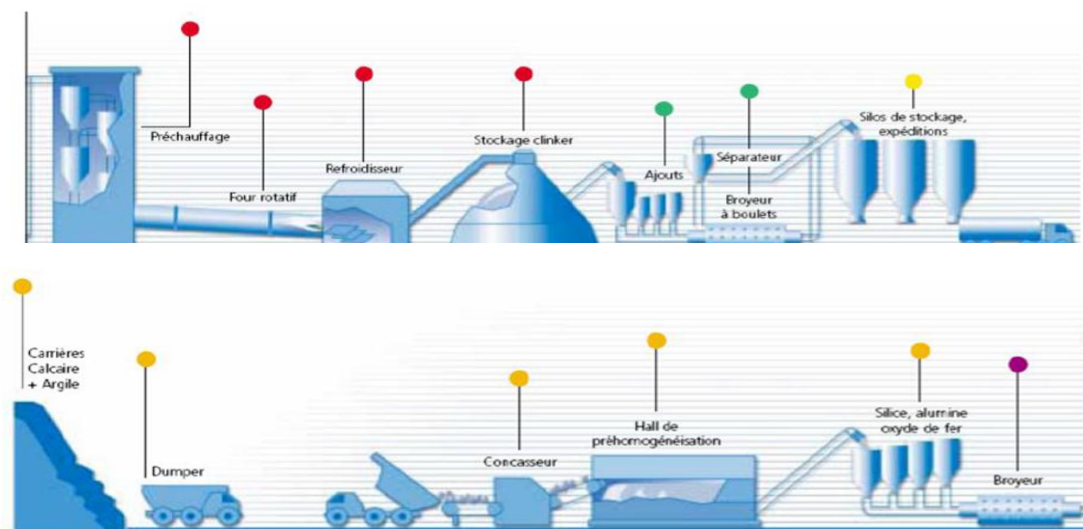 Préchauffage
Four rotatif
Refroidisseur
Stockage clinker
Ajouts
Séparateur
Broyeur
à boulets
Silos de stockage,
expéditions
Carrières
Calcaire
+ Argile
Dumper
Concasseur
Hall de
préhomogénéisation
Silice, alumine
oxyde de fer
Broyeur